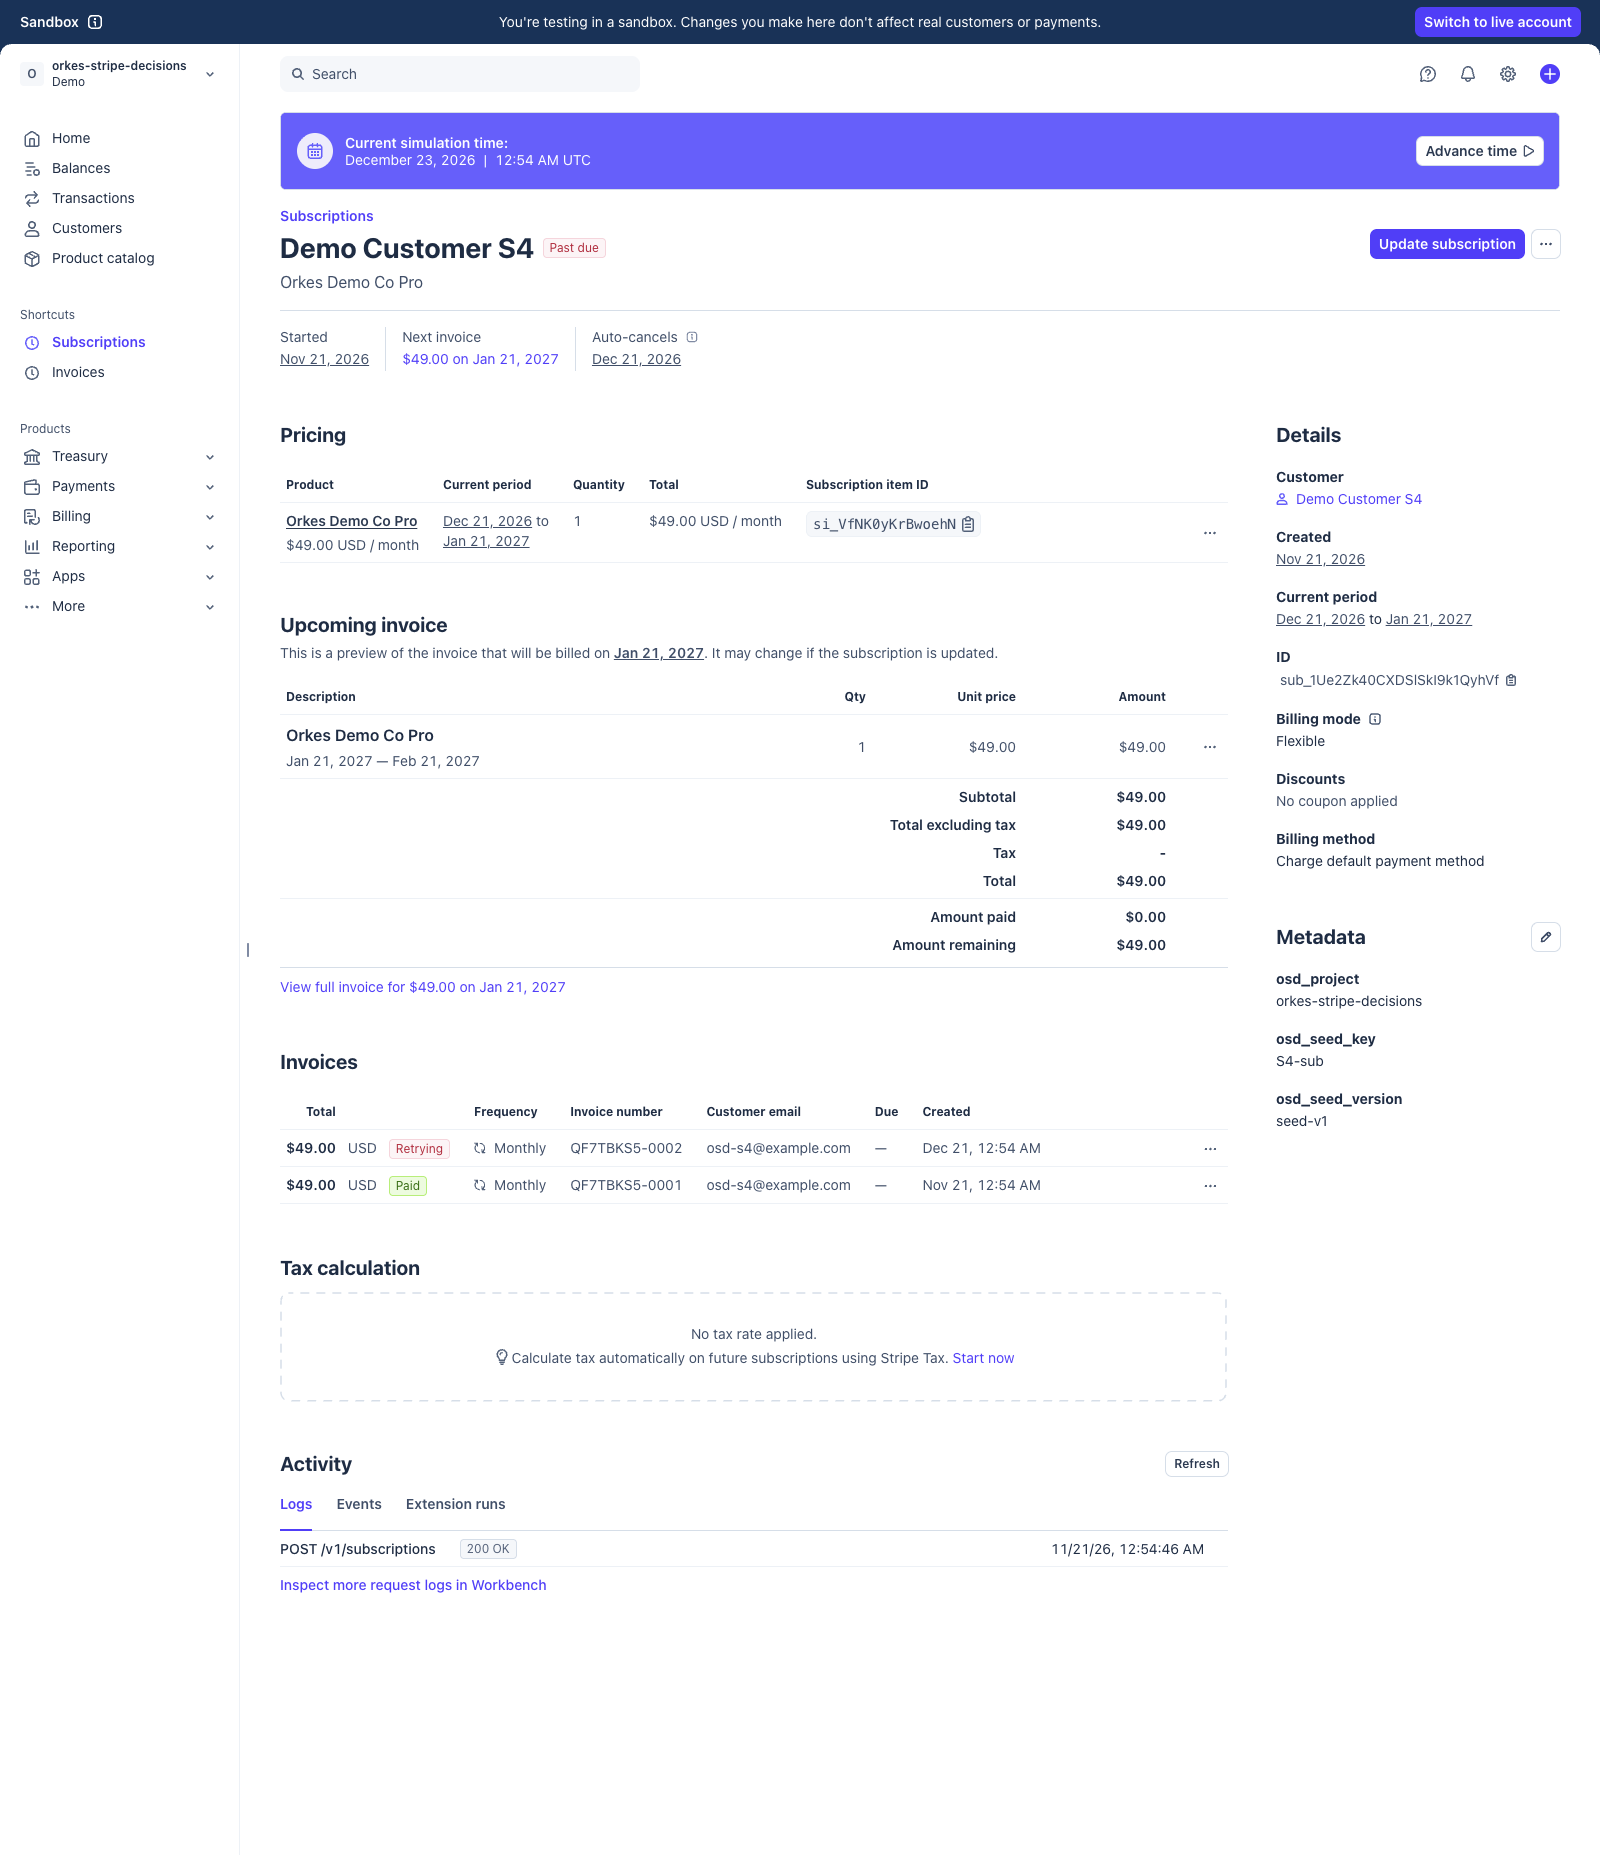 Sandbox
You're testing in a sandbox. Changes you make here don't affect real customers or payments.
Switch to live account
O
orkes-stripe-decisions
Demo
Search
Home
Balances
Transactions
Customers
Product catalog
Shortcuts
Subscriptions
Invoices
Products
Treasury
Payments
Billing
Reporting
Apps
More
Current simulation time:
December 23, 2026 | 12:54 AM UTC
Advance time
Subscriptions
Demo Customer S4 Past due
Update subscription
Orkes Demo Co Pro
Started Next invoice Auto-cancels
Nov 21, 2026 $49.00 on Jan 21, 2027 Dec 21, 2026
Pricing
Product Current period Quantity Total Subscription item ID
Orkes Demo Co Pro Dec 21, 2026 to 1 $49.00 USD / month si_VfNK0yKrBwoehN
$49.00 USD / month Jan 21, 2027
Upcoming invoice
This is a preview of the invoice that will be billed on Jan 21, 2027. It may change if the subscription is updated.
Description Qty Unit price Amount
Orkes Demo Co Pro
Jan 21, 2027 — Feb 21, 2027
1 $49.00 $49.00
Subtotal $49.00
Total excluding tax $49.00
Tax -
Total $49.00
Amount paid $0.00
Amount remaining $49.00
View full invoice for $49.00 on Jan 21, 2027
Invoices
Total Frequency Invoice number Customer email Due Created
$49.00 USD Retrying Monthly QF7TBKS5-0002 osd-s4@example.com — Dec 21, 12:54 AM
$49.00 USD Paid Monthly QF7TBKS5-0001 osd-s4@example.com — Nov 21, 12:54 AM
Tax calculation
No tax rate applied.
Calculate tax automatically on future subscriptions using Stripe Tax. Start now
Activity
Refresh
Logs Events Extension runs
POST /v1/subscriptions 200 OK 11/21/26, 12:54:46 AM
Inspect more request logs in Workbench
Details
Customer
Demo Customer S4
Created
Nov 21, 2026
Current period
Dec 21, 2026 to Jan 21, 2027
ID
sub_1Ue2Zk40CXDSlSkI9k1QyhVf
Billing mode
Flexible
Discounts
No coupon applied
Billing method
Charge default payment method
Metadata
osd_project
orkes-stripe-decisions
osd_seed_key
S4-sub
osd_seed_version
seed-v1